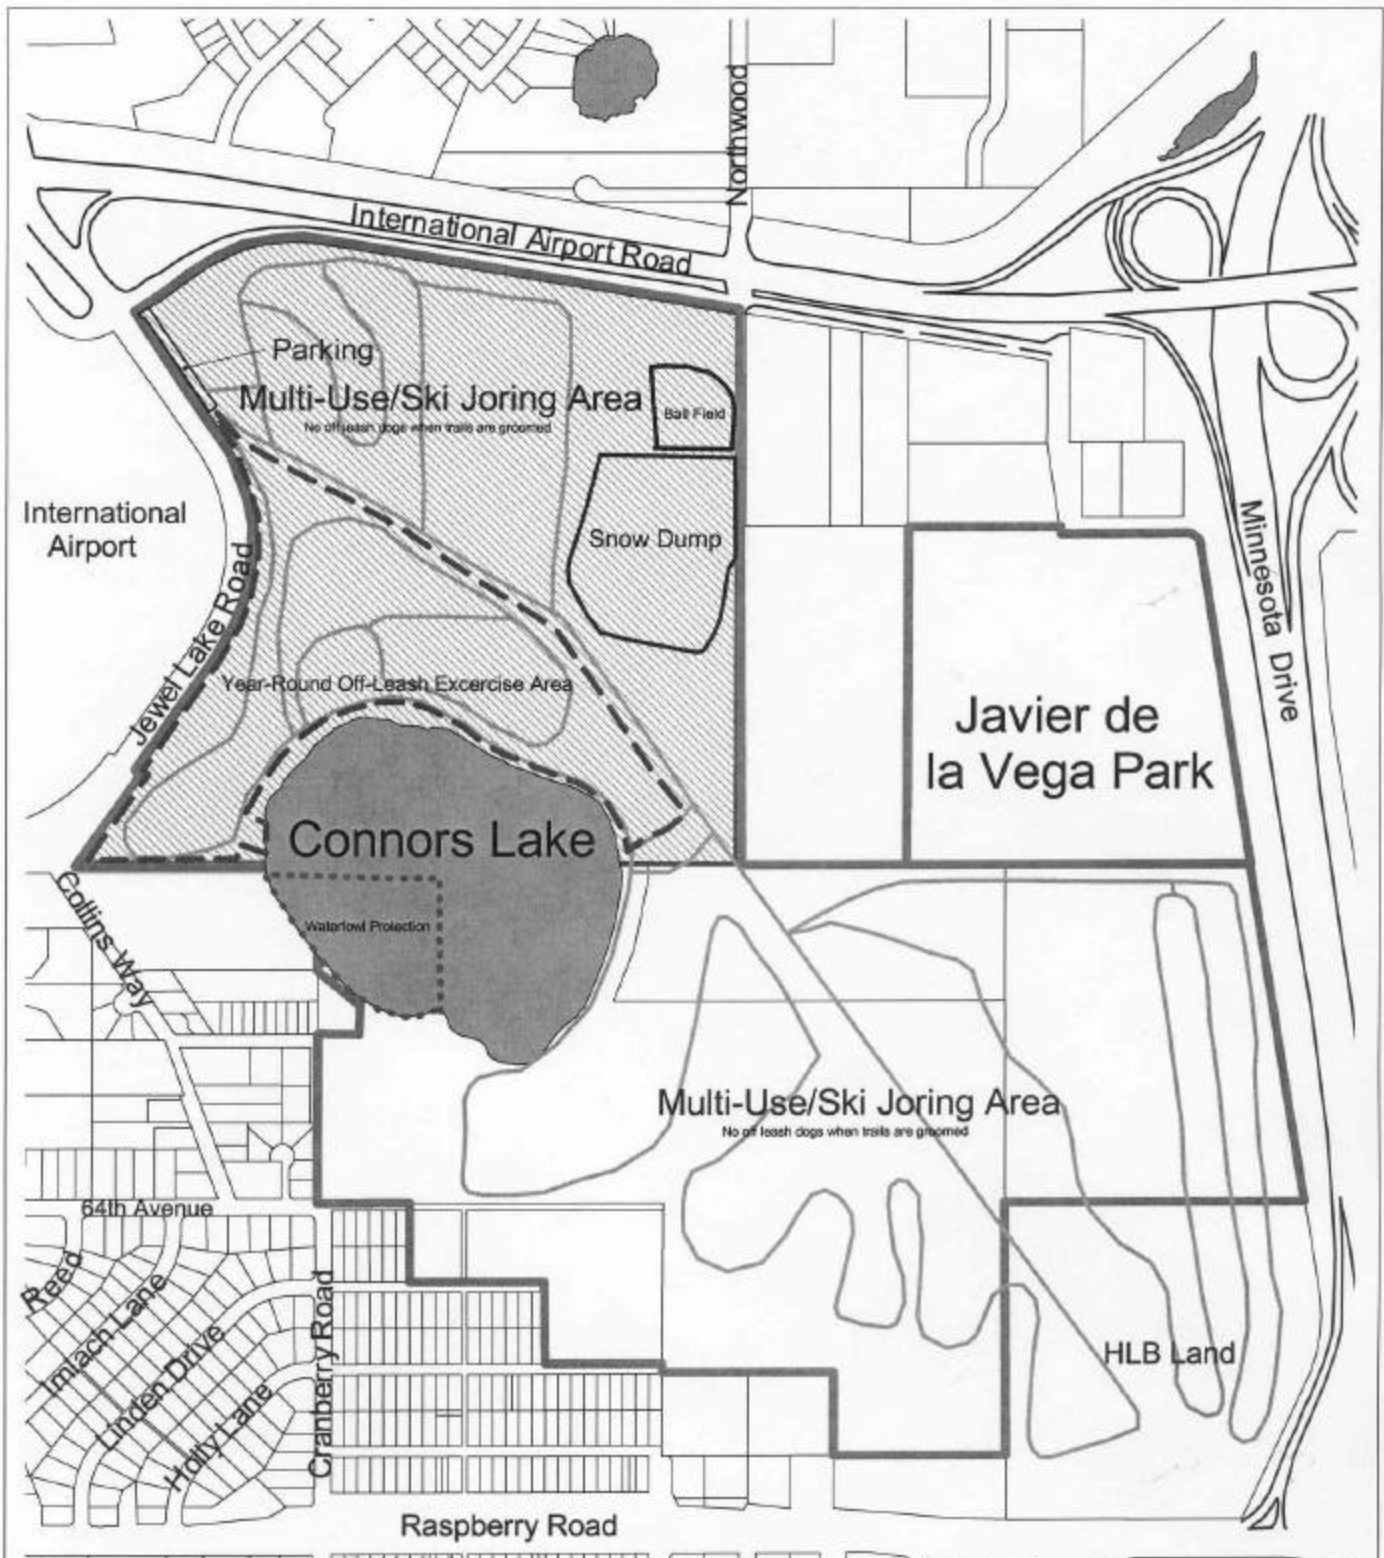 Northwood
International Airport Road
Parking
Multi-Use/Ski Joring Area
No off leash dogs when trails are groomed
Ball Field
Snow Dump
International
Airport
Minnesota Drive
Jewel Lake Road
Year-Round Off-Leash Excercise Area
Javier de
la Vega Park
Connors Lake
Collins Way
Waterfowl Protection
Multi-Use/Ski Joring Area
No off leash dogs when trails are groomed
64th Avenue
Reed
Imlach Lane
Linden Drive
Holly Lane
Cranberry Road
HLB Land
Raspberry Road